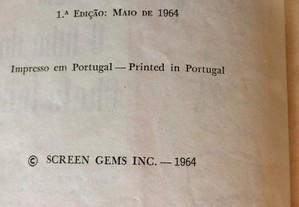 1.ª Edição: Maio de 1964
Impresso em Portugal — Printed in Portugal
© SCREEN GEMS INC. — 1964